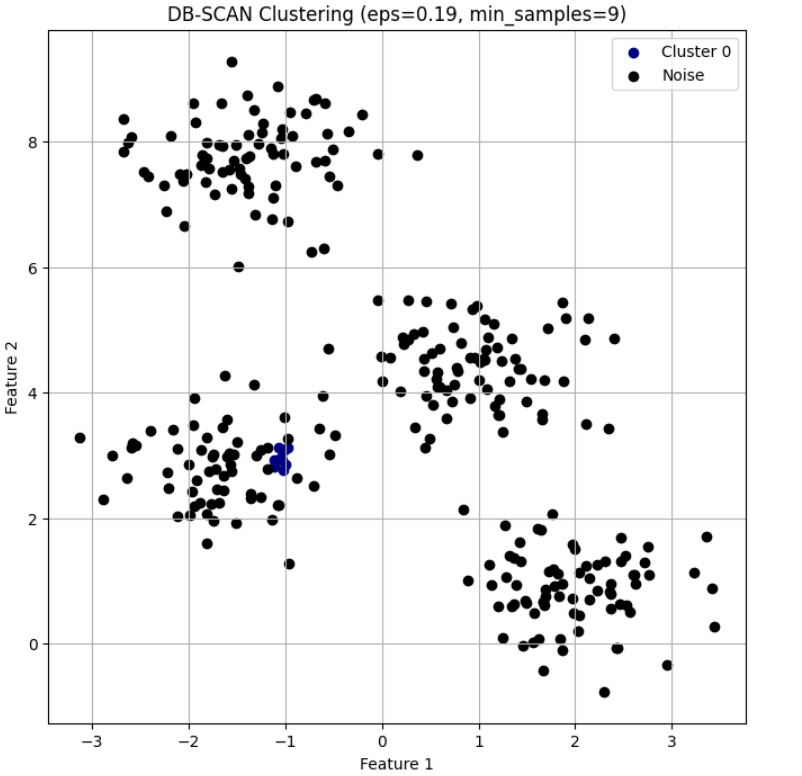 DB-SCAN Clustering (eps=0.19, min_samples=9)
Cluster 0
Noise
8
6
4
2
0
Feature 2
−3 −2 −1 0 1 2 3
Feature 1